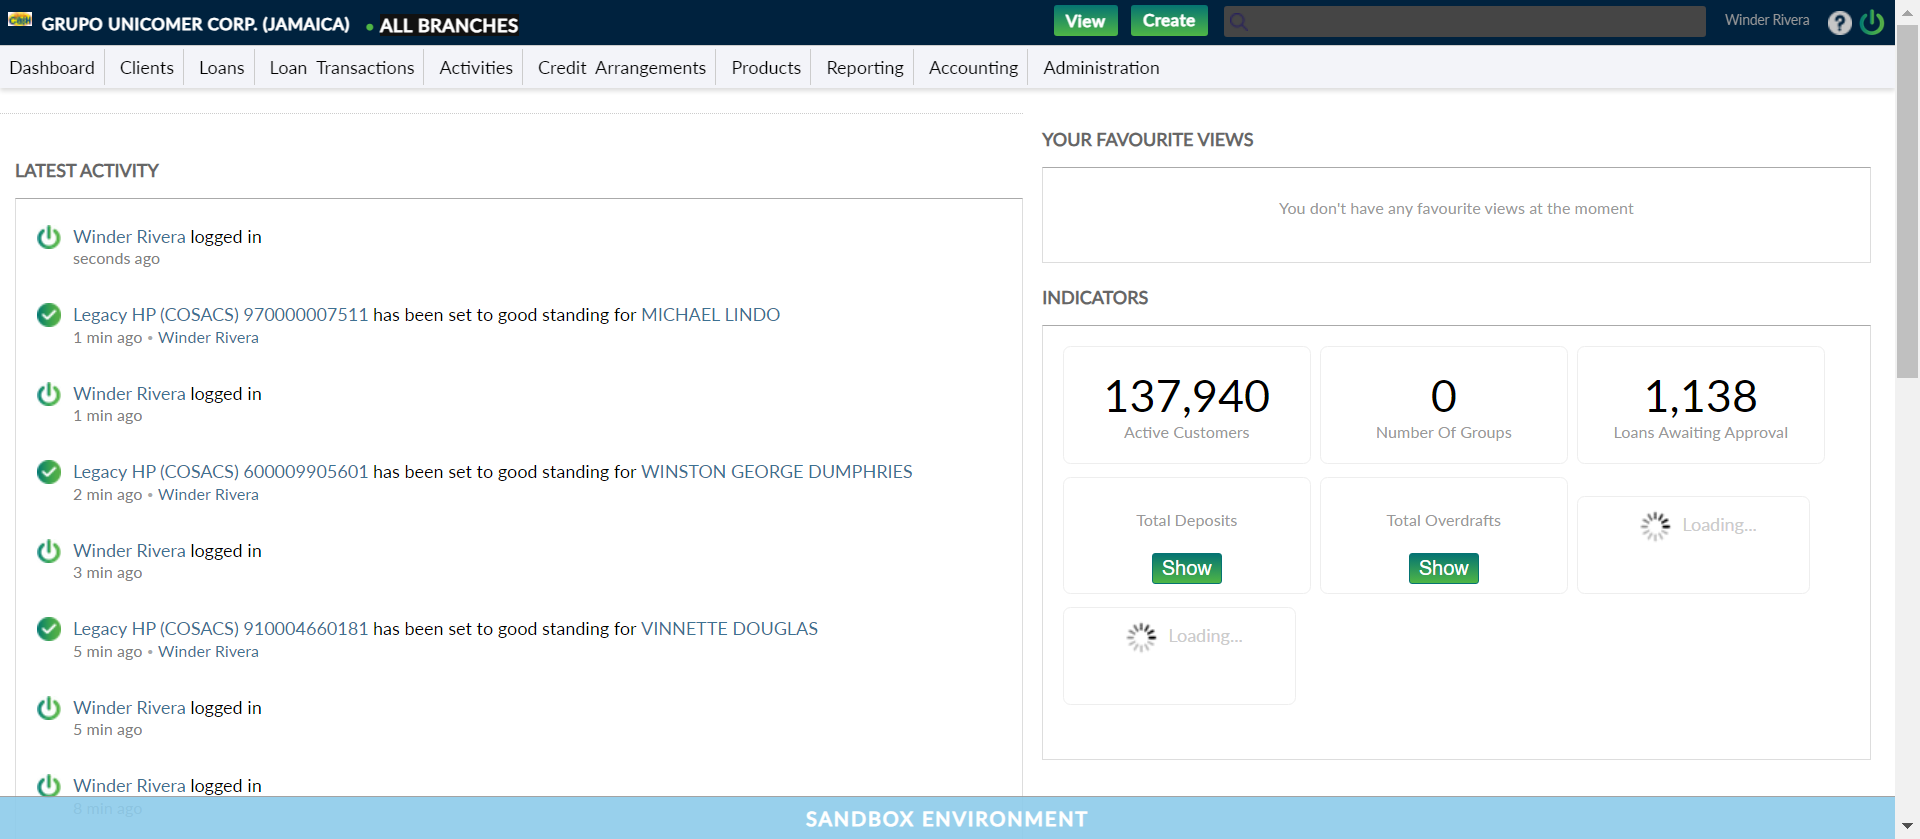 Cash GRUPO UNICOMER CORP. (JAMAICA) • ALL BRANCHES View Create Winder Rivera ?
Dashboard Clients Loans Loan Transactions Activities Credit Arrangements Products Reporting Accounting Administration
LATEST ACTIVITY
Winder Rivera logged in
seconds ago
Legacy HP (COSACS) 970000007511 has been set to good standing for MICHAEL LINDO
1 min ago • Winder Rivera
Winder Rivera logged in
1 min ago
Legacy HP (COSACS) 600009905601 has been set to good standing for WINSTON GEORGE DUMPHRIES
2 min ago • Winder Rivera
Winder Rivera logged in
3 min ago
Legacy HP (COSACS) 910004660181 has been set to good standing for VINNETTE DOUGLAS
5 min ago • Winder Rivera
Winder Rivera logged in
5 min ago
Winder Rivera logged in
8 min ago
YOUR FAVOURITE VIEWS
You don't have any favourite views at the moment
INDICATORS
137,940
Active Customers
0
Number Of Groups
1,138
Loans Awaiting Approval
Total Deposits
Show
Total Overdrafts
Show
Loading...
Loading...
SANDBOX ENVIRONMENT